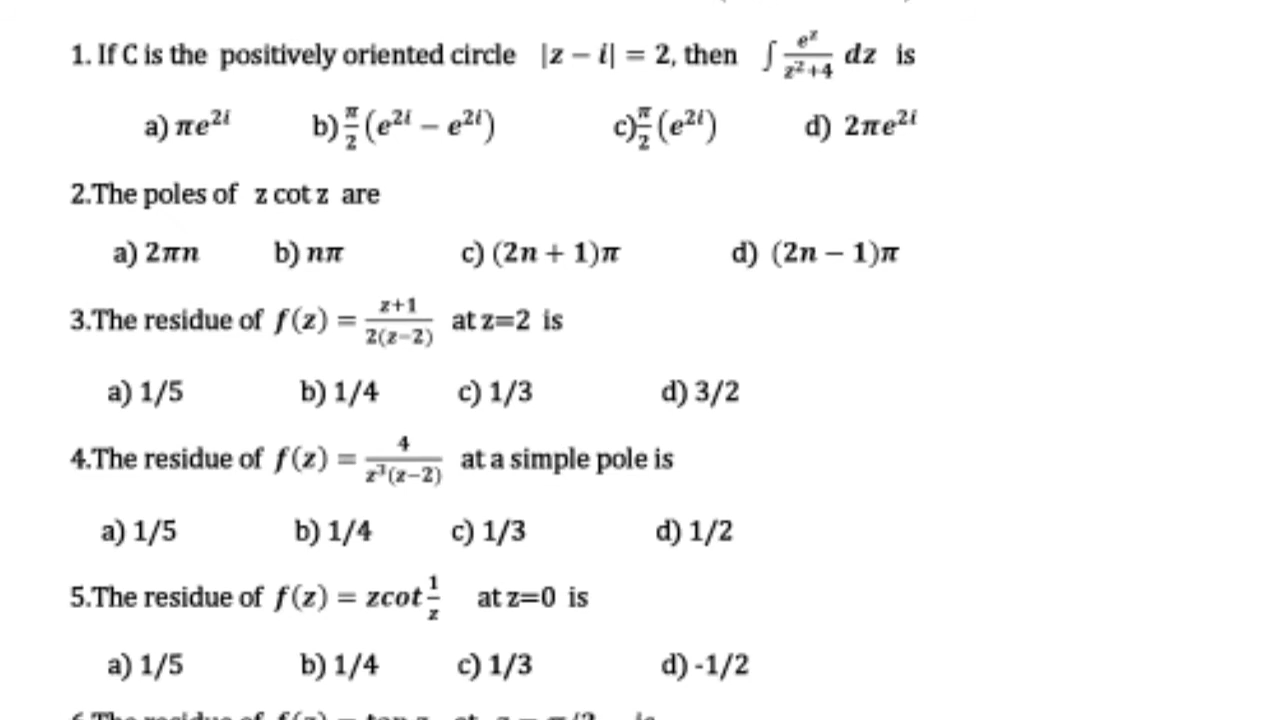 1. If C is the positively oriented circle |z − i| = 2, then ∫ e^z/(z²+4) dz is
a) πe^{2i} b) π/2 (e^{2i} − e^{2i}) c) π/2 (e^{2i}) d) 2πe^{2i}
2.The poles of z cot z are
a) 2πn b) nπ c) (2n + 1)π d) (2n − 1)π
3.The residue of f(z) = (z+1)/(2(z−2)) at z=2 is
a) 1/5 b) 1/4 c) 1/3 d) 3/2
4.The residue of f(z) = 4/(z³(z−2)) at a simple pole is
a) 1/5 b) 1/4 c) 1/3 d) 1/2
5.The residue of f(z) = zcot 1/z at z=0 is
a) 1/5 b) 1/4 c) 1/3 d) -1/2